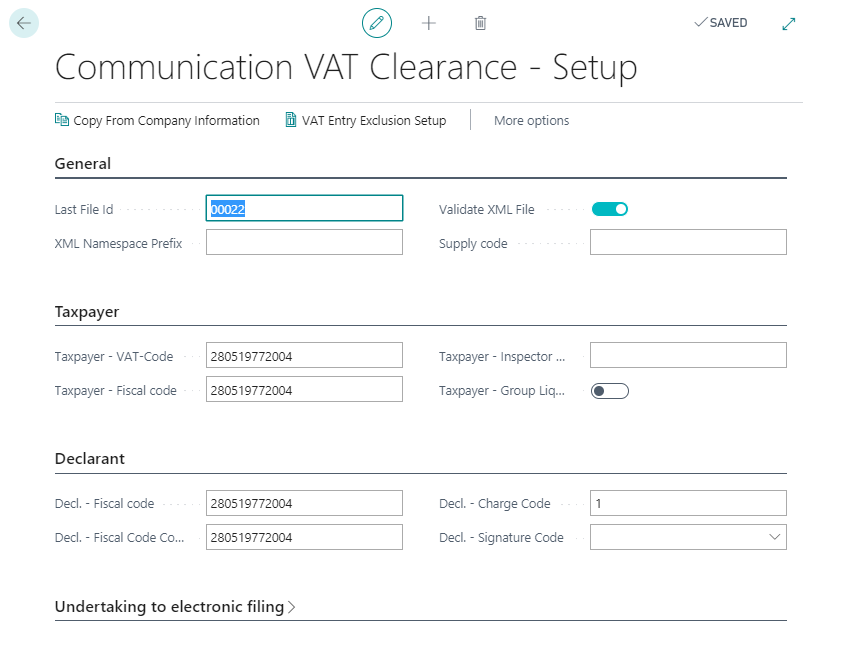 SAVED
Communication VAT Clearance - Setup
Copy From Company Information VAT Entry Exclusion Setup More options
General
Last File Id 00022 Validate XML File
XML Namespace Prefix Supply code
Taxpayer
Taxpayer - VAT-Code 280519772004 Taxpayer - Inspector ...
Taxpayer - Fiscal code 280519772004 Taxpayer - Group Liq...
Declarant
Decl. - Fiscal code 280519772004 Decl. - Charge Code 1
Decl. - Fiscal Code Co... 280519772004 Decl. - Signature Code
Undertaking to electronic filing